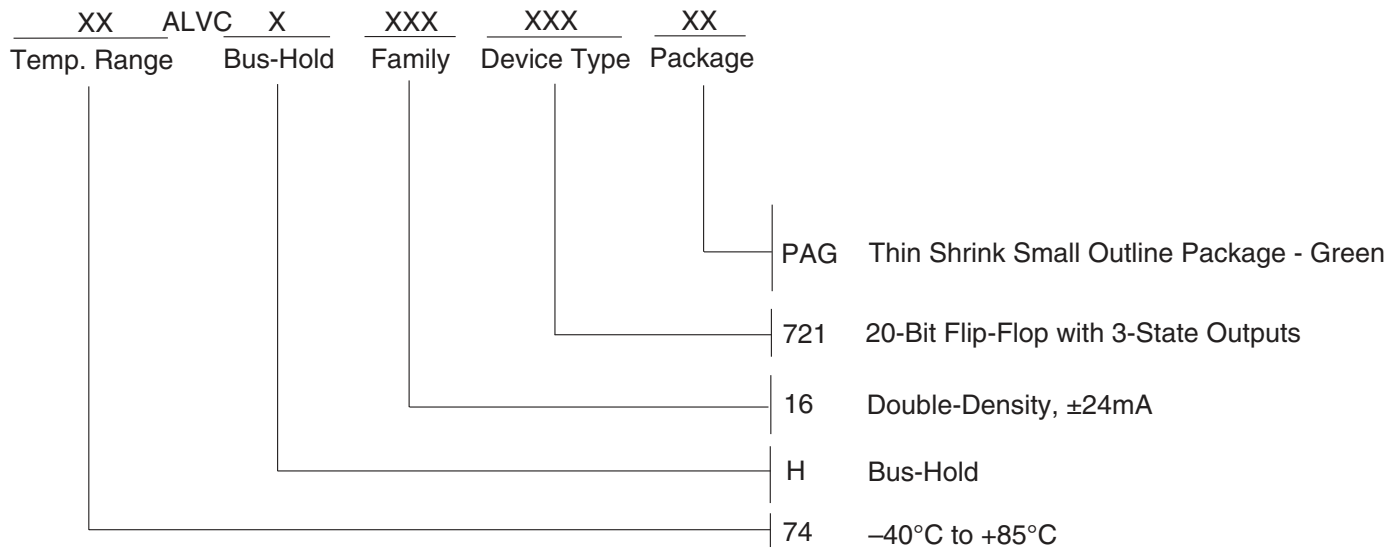 XX ALVC X XXX XXX XX
Temp. Range Bus-Hold Family Device Type Package
PAG Thin Shrink Small Outline Package - Green
721 20-Bit Flip-Flop with 3-State Outputs
16 Double-Density, ±24mA
H Bus-Hold
74 –40°C to +85°C